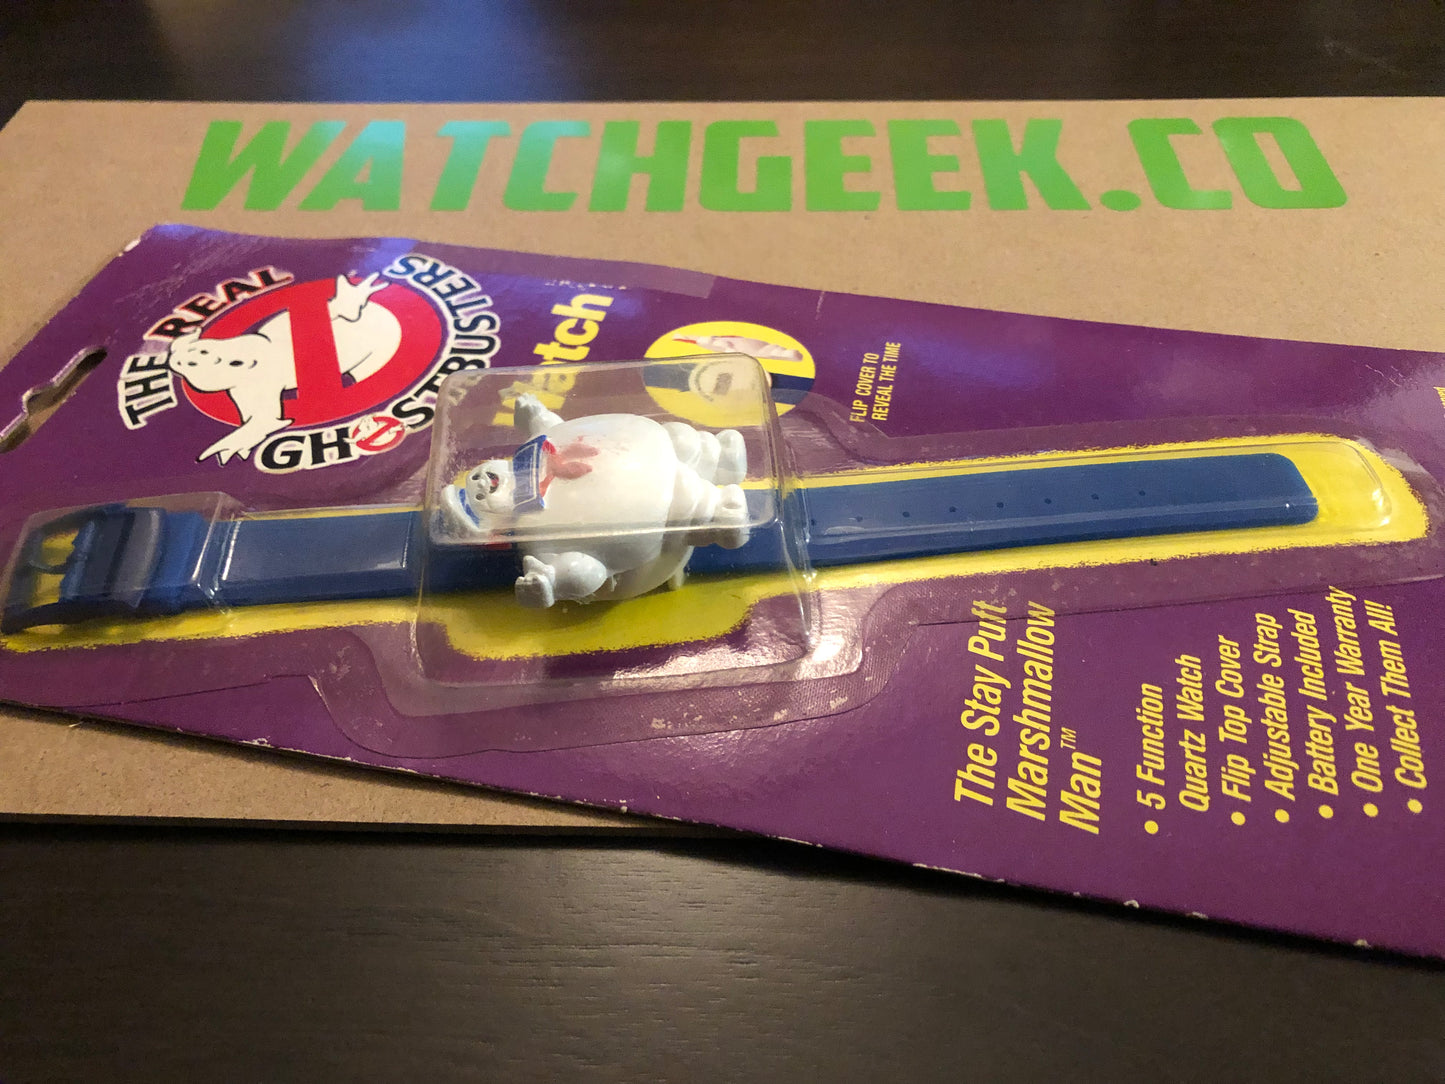 WATCHGEEK.CO
THE REAL
GHOSTBUSTERS
Watch
FLIP COVER TO
REVEAL THE TIME
The Stay Puft
Marshmallow
Man™
• 5 Function
Quartz Watch
• Flip Top Cover
• Adjustable Strap
• Battery Included
• One Year Warranty
• Collect Them All!